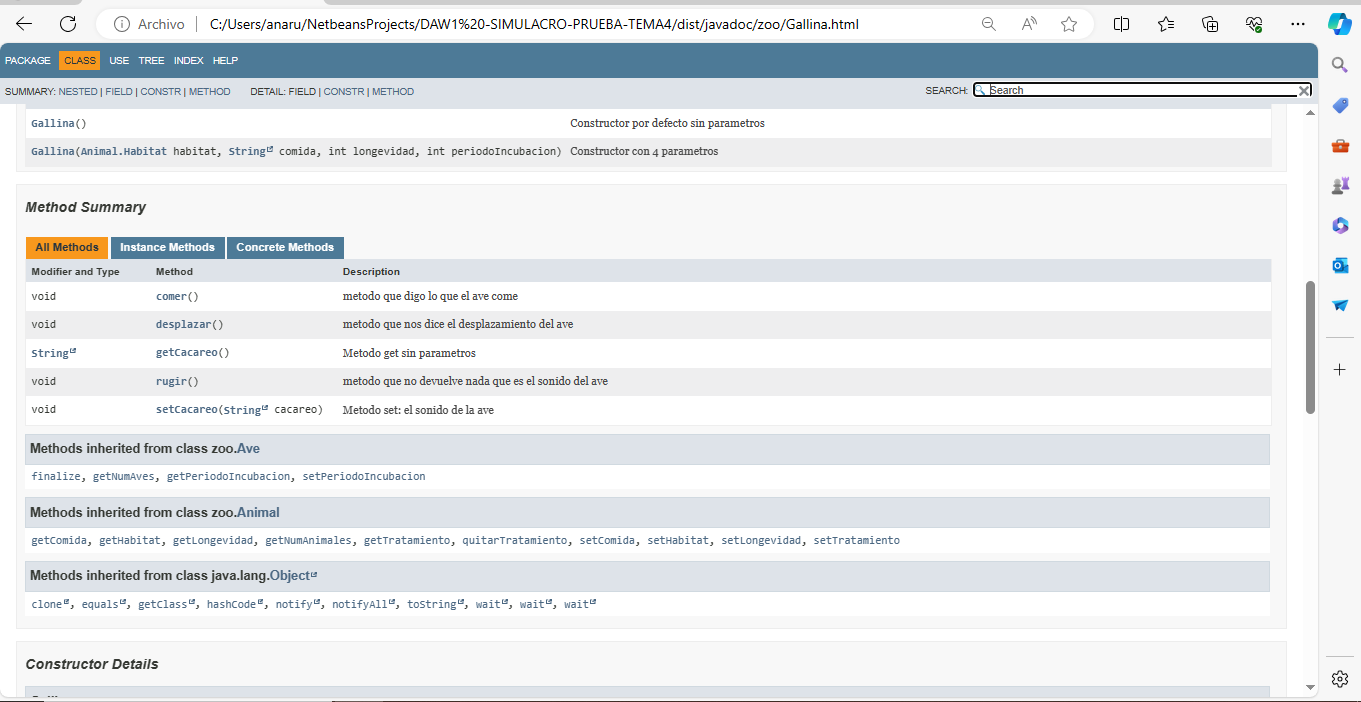 Archivo | C:/Users/anaru/NetbeansProjects/DAW1%20-SIMULACRO-PRUEBA-TEMA4/dist/javadoc/zoo/Gallina.html
PACKAGE CLASS USE TREE INDEX HELP
SUMMARY: NESTED | FIELD | CONSTR | METHOD DETAIL: FIELD | CONSTR | METHOD SEARCH: Search
Gallina() Constructor por defecto sin parametros
Gallina(Animal.Habitat habitat, String comida, int longevidad, int periodoIncubacion) Constructor con 4 parametros
Method Summary
All Methods Instance Methods Concrete Methods
Modifier and Type Method Description
void comer() metodo que digo lo que el ave come
void desplazar() metodo que nos dice el desplazamiento del ave
String getCacareo() Metodo get sin parametros
void rugir() metodo que no devuelve nada que es el sonido del ave
void setCacareo(String cacareo) Metodo set: el sonido de la ave
Methods inherited from class zoo.Ave
finalize, getNumAves, getPeriodoIncubacion, setPeriodoIncubacion
Methods inherited from class zoo.Animal
getComida, getHabitat, getLongevidad, getNumAnimales, getTratamiento, quitarTratamiento, setComida, setHabitat, setLongevidad, setTratamiento
Methods inherited from class java.lang.Object
clone, equals, getClass, hashCode, notify, notifyAll, toString, wait, wait, wait
Constructor Details